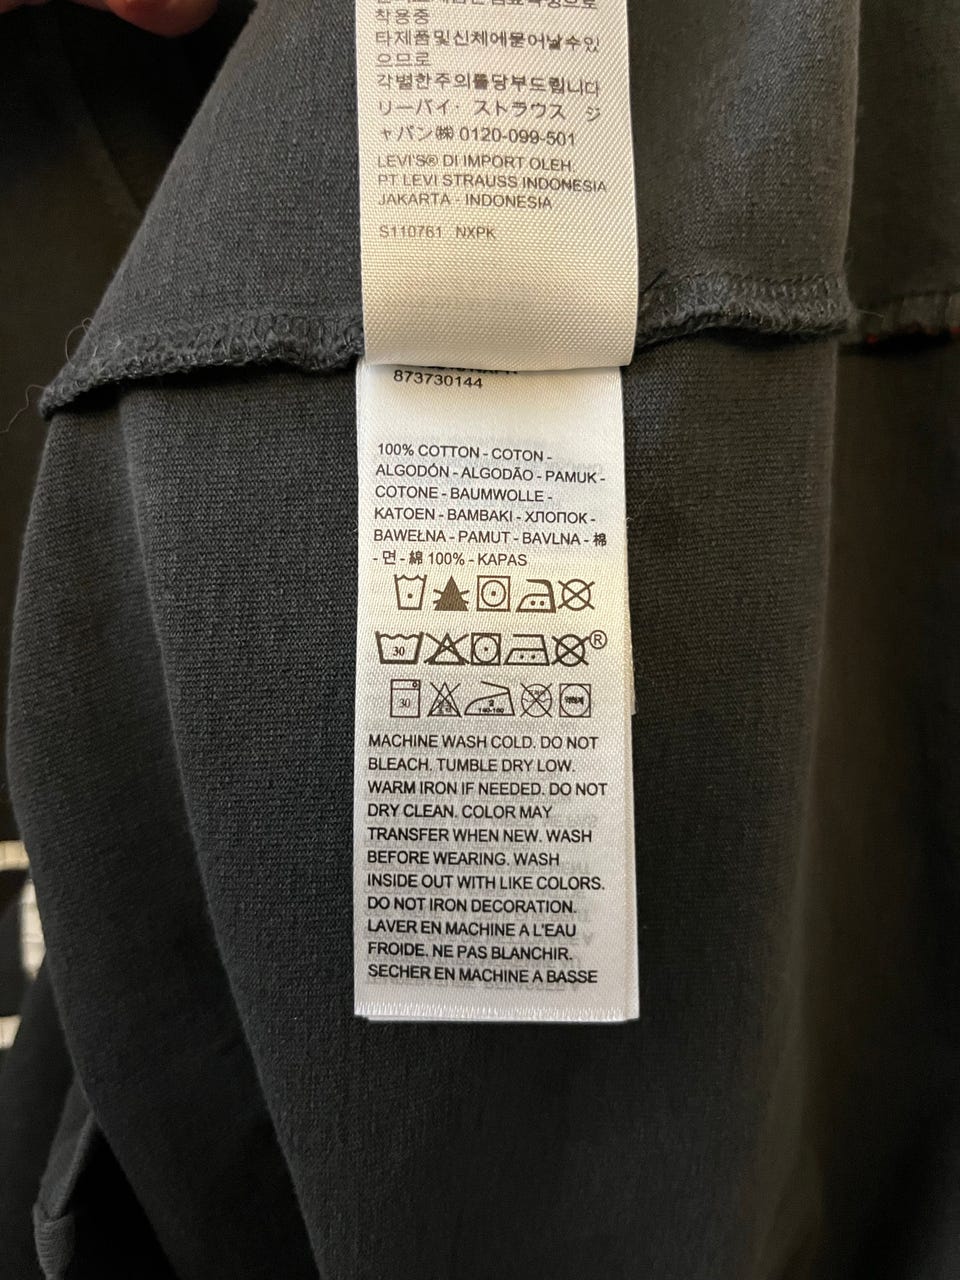 착용중
타제품및신체에묻어날수있
으므로
각별한주의를당부드립니다
リーバイ・ストラウス ジ
ャパン㈱ 0120-099-501
LEVI'S® DI IMPORT OLEH
PT LEVI STRAUSS INDONESIA
JAKARTA - INDONESIA
S110761 NXPK
873730144
100% COTTON - COTON -
ALGODÓN - ALGODÃO - PAMUK -
COTONE - BAUMWOLLE -
KATOEN - BAMBAKI - ХЛОПОК -
BAWEŁNA - PAMUT - BAVLNA - 棉
- 면 - 綿 100% - KAPAS
30 ®
30
MACHINE WASH COLD. DO NOT
BLEACH. TUMBLE DRY LOW.
WARM IRON IF NEEDED. DO NOT
DRY CLEAN. COLOR MAY
TRANSFER WHEN NEW. WASH
BEFORE WEARING. WASH
INSIDE OUT WITH LIKE COLORS.
DO NOT IRON DECORATION.
LAVER EN MACHINE A L'EAU
FROIDE. NE PAS BLANCHIR.
SECHER EN MACHINE A BASSE